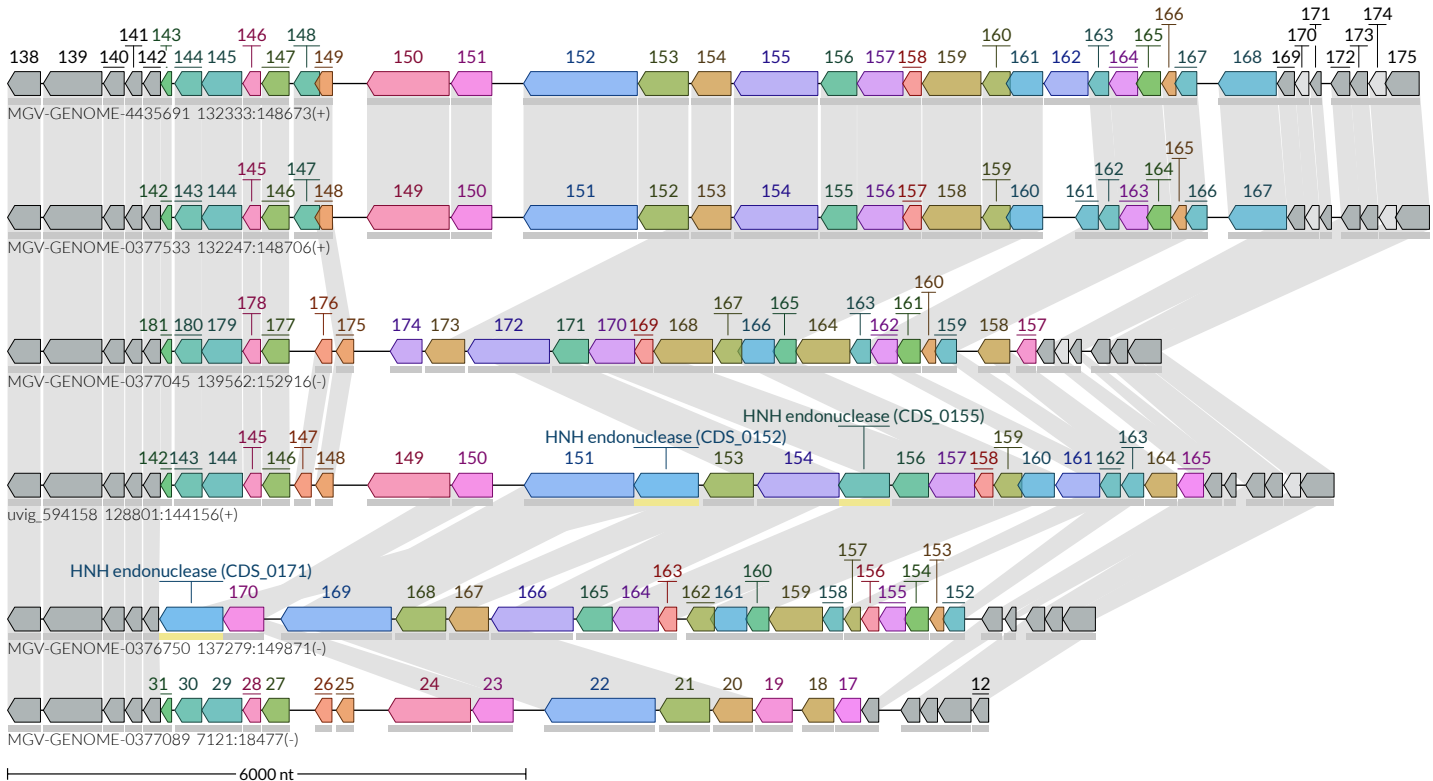 138 139 140 141 142 143 144 145 146 147 148 149 150 151 152 153 154 155 156 157 158 159 160 161 162 163 164 165 166 167 168 169 170 171 172 173 174 175
MGV-GENOME-4435691 132333:148673(+)
142 143 144 145 146 147 148 149 150 151 152 153 154 155 156 157 158 159 160 161 162 163 164 165 166 167
MGV-GENOME-0377533 132247:148706(+)
181 180 179 178 177 176 175 174 173 172 171 170 169 168 167 166 165 164 163 162 161 160 159 158 157
MGV-GENOME-0377045 139562:152916(-)
142 143 144 145 146 147 148 149 150 151 HNH endonuclease (CDS_0152) 153 154 HNH endonuclease (CDS_0155) 156 157 158 159 160 161 162 163 164 165
uvig_594158 128801:144156(+)
HNH endonuclease (CDS_0171) 170 169 168 167 166 165 164 163 162 161 160 159 158 157 156 155 154 153 152
MGV-GENOME-0376750 137279:149871(-)
31 30 29 28 27 26 25 24 23 22 21 20 19 18 17 12
MGV-GENOME-0377089 7121:18477(-)
6000 nt